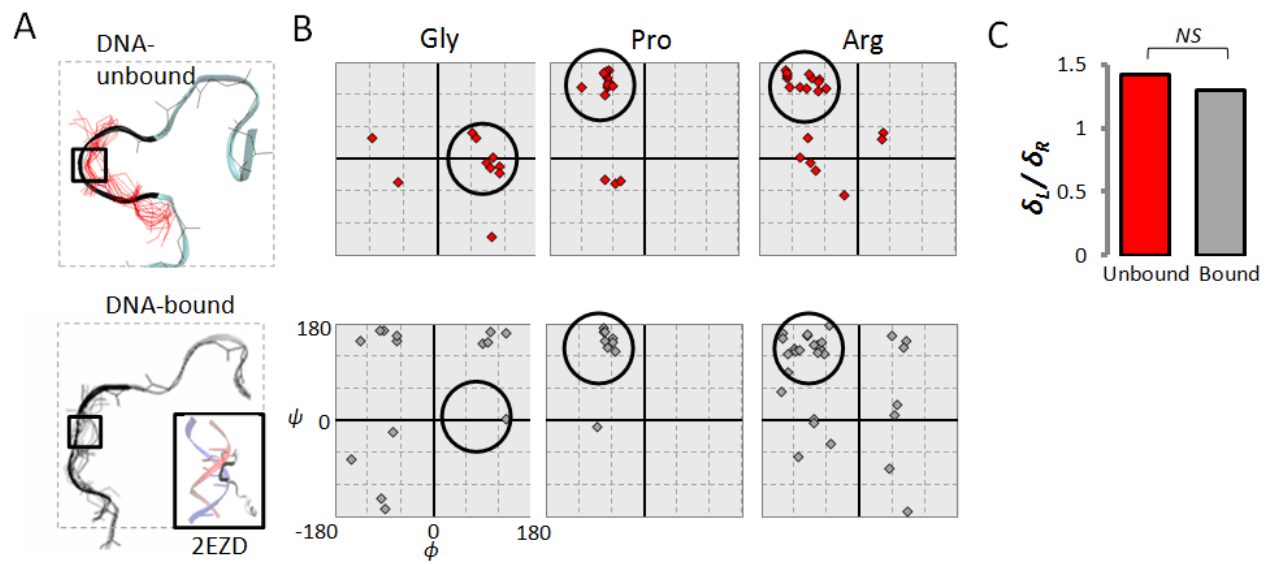 A
DNA-
unbound
DNA-bound
2EZD
B
Gly Pro Arg
180
ψ 0
-180
0 180
ϕ
C
NS
1.5
1
0.5
0
δL / δR
Unbound Bound